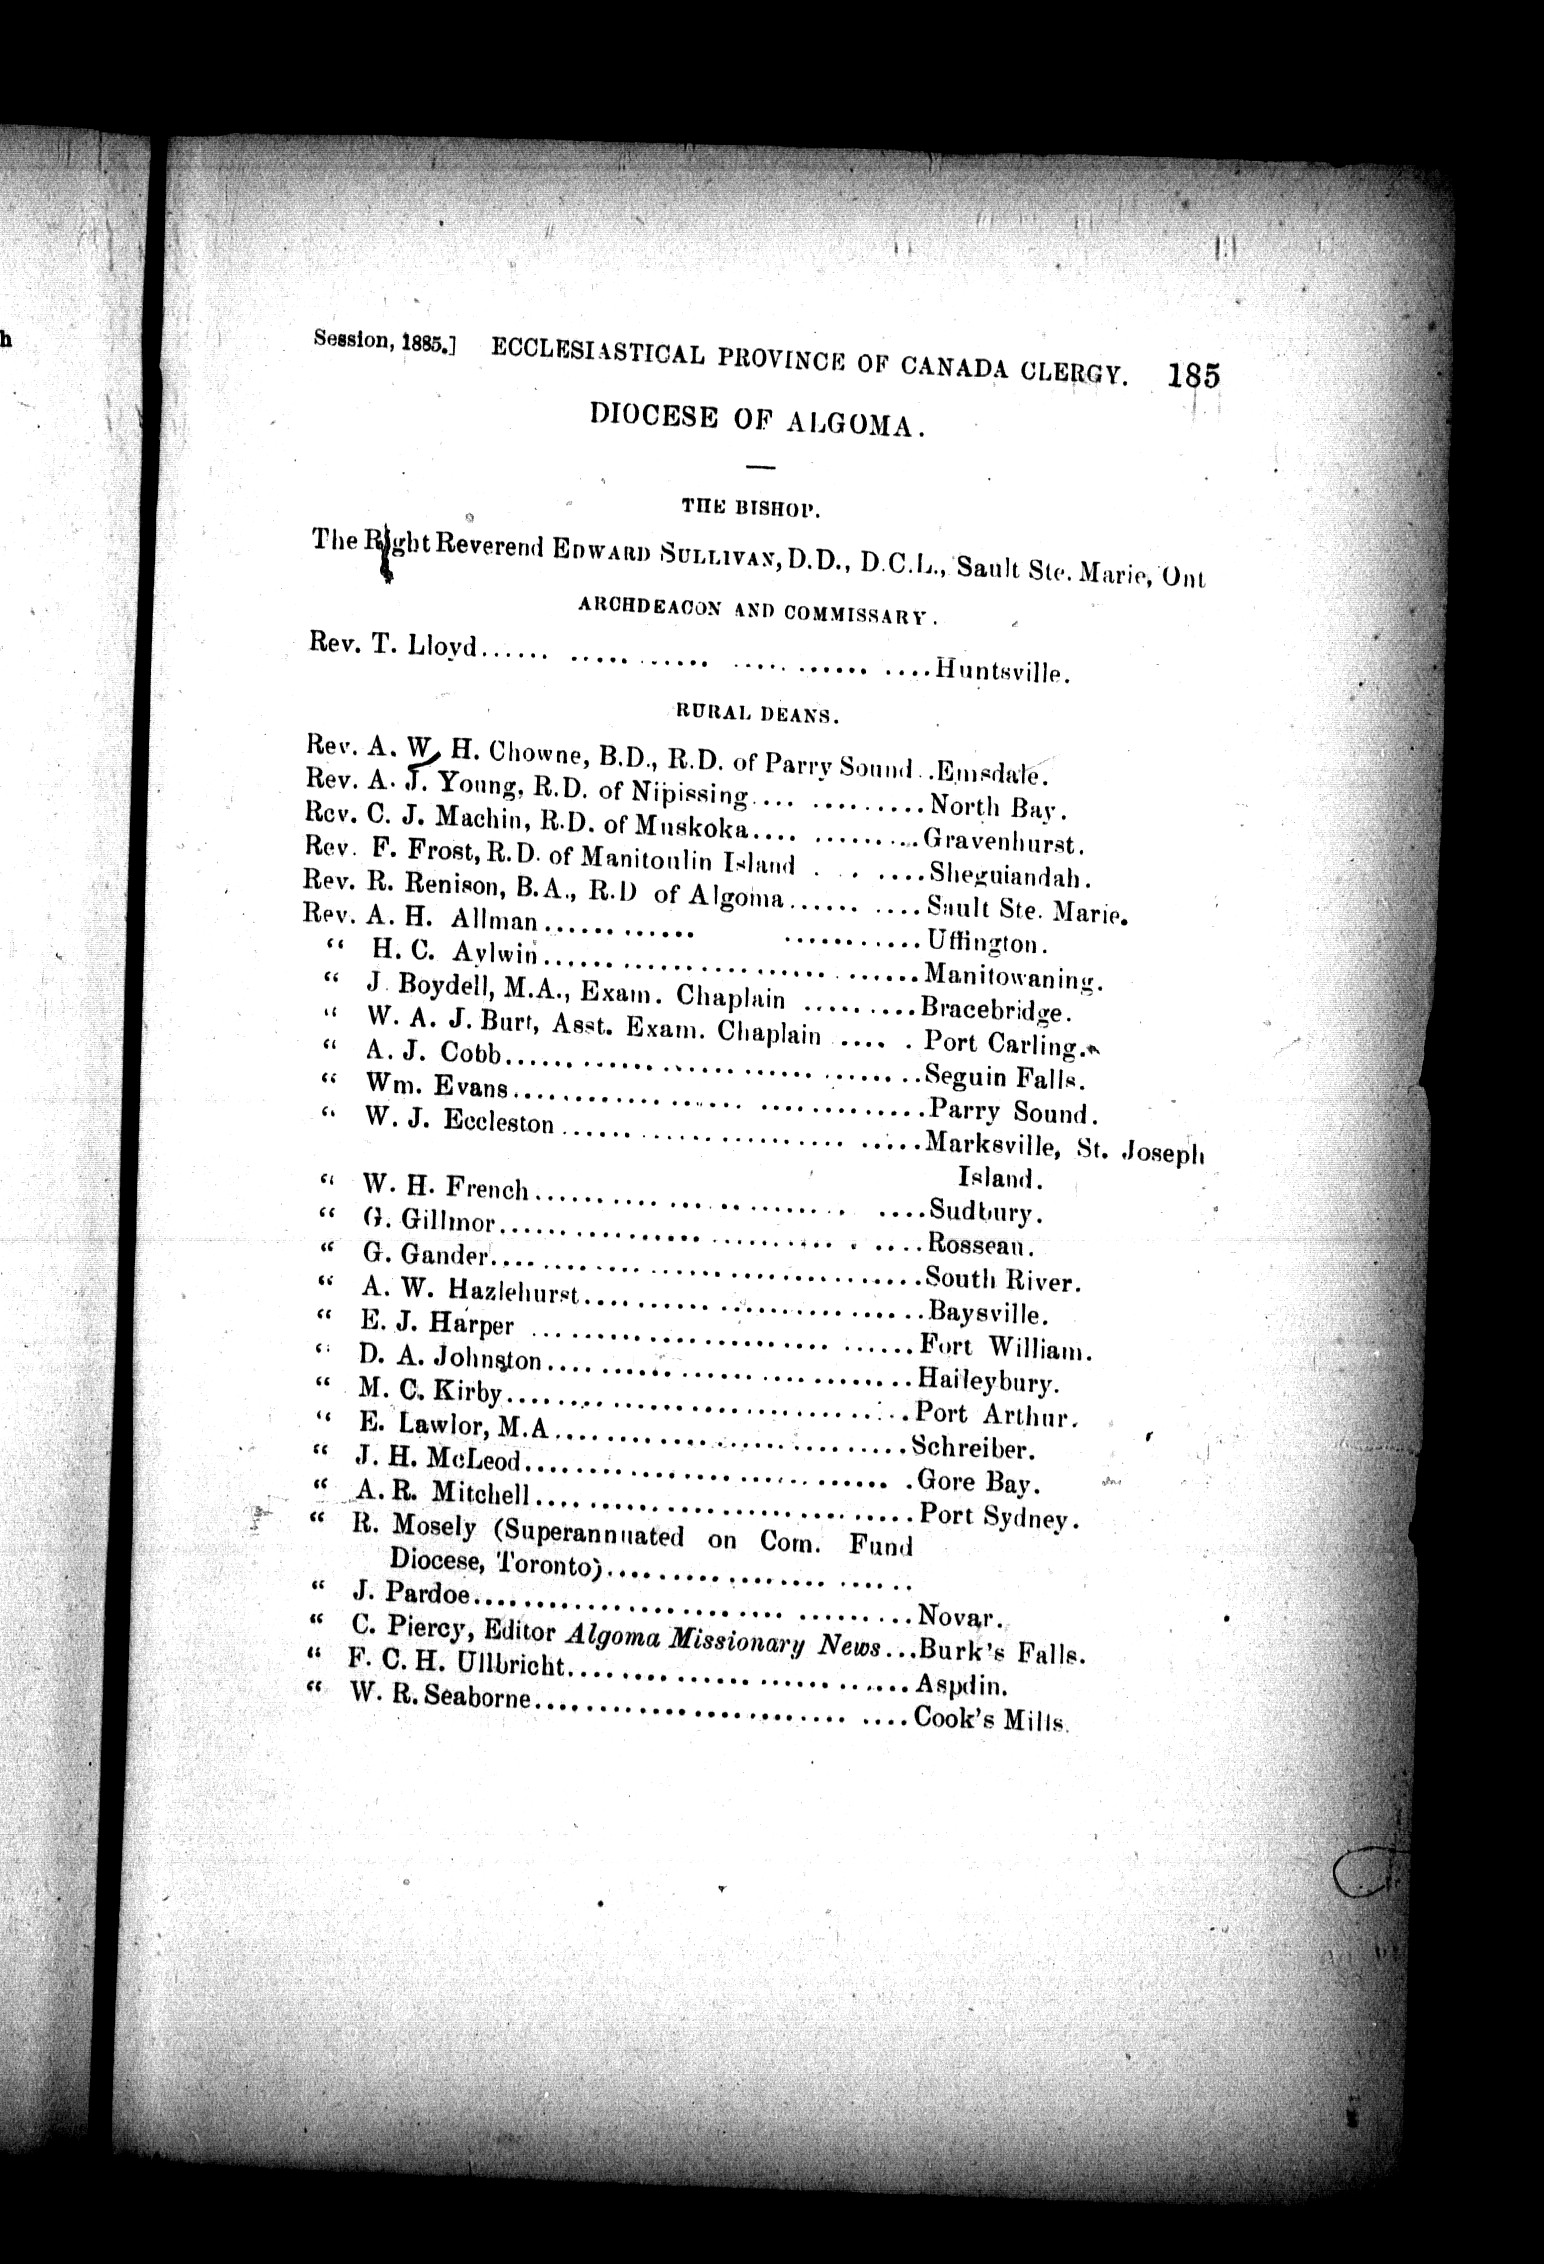 h
Session, 1885.] ECCLESIASTICAL PROVINCE OF CANADA CLERGY. 185
DIOCESE OF ALGOMA.
THE BISHOP.
The Right Reverend EDWARD SULLIVAN, D.D., D.C.L., Sault Ste. Marie, Ont
ARCHDEACON AND COMMISSARY.
Rev. T. Lloyd...... ..... ...... ..... ...... ....Huntsville.
RURAL DEANS.
Rev. A. W. H. Chowne, B.D., R.D. of Parry Sound ..Emsdale.
Rev. A. J. Young, R.D. of Nipissing.... .........North Bay.
Rev. C. J. Machin, R.D. of Muskoka.... .........Gravenhurst.
Rev. F. Frost, R.D. of Manitoulin Island . . ....Sheguiandah.
Rev. R. Renison, B.A., R.D of Algoma...... ....Sault Ste. Marie.
Rev. A. H. Allman............ ...........Uffington.
“ H. C. Aylwin...... ................ ......Manitowaning.
“ J. Boydell, M.A., Exam. Chaplain .........Bracebridge.
“ W. A. J. Burt, Asst. Exam. Chaplain .... . Port Carling.
“ A. J. Cobb...... ...... ..... ...... ........Seguin Falls.
“ Wm. Evans............ ...... .............Parry Sound.
“ W. J. Eccleston ...... ................ .....Marksville, St. Joseph
Island.
“ W. H. French.......... ... .......... ....Sudbury.
“ G. Gillmor................ .......... . ....Rosseau.
“ G. Gander.... ...... ......................South River.
“ A. W. Hazlehurst.......... ................Baysville.
“ E. J. Harper ....................... ......Fort William.
“ D. A. Johnston.... ...... ...... ............Haileybury.
“ M. C. Kirby...... .. ......................Port Arthur.
“ E. Lawlor, M.A...........................Schreiber.
“ J. H. McLeod................ ...... ...... .Gore Bay.
“ A. R. Mitchell.... ........................Port Sydney.
“ R. Mosely (Superannuated on Com. Fund
Diocese, Toronto)................ ......
“ J. Pardoe.................... .... .........Novar.
“ C. Piercy, Editor Algoma Missionary News...Burk's Falls.
“ F. C. H. Ullbricht..........................Aspdin.
“ W. R. Seaborne........................ ....Cook's Mills.